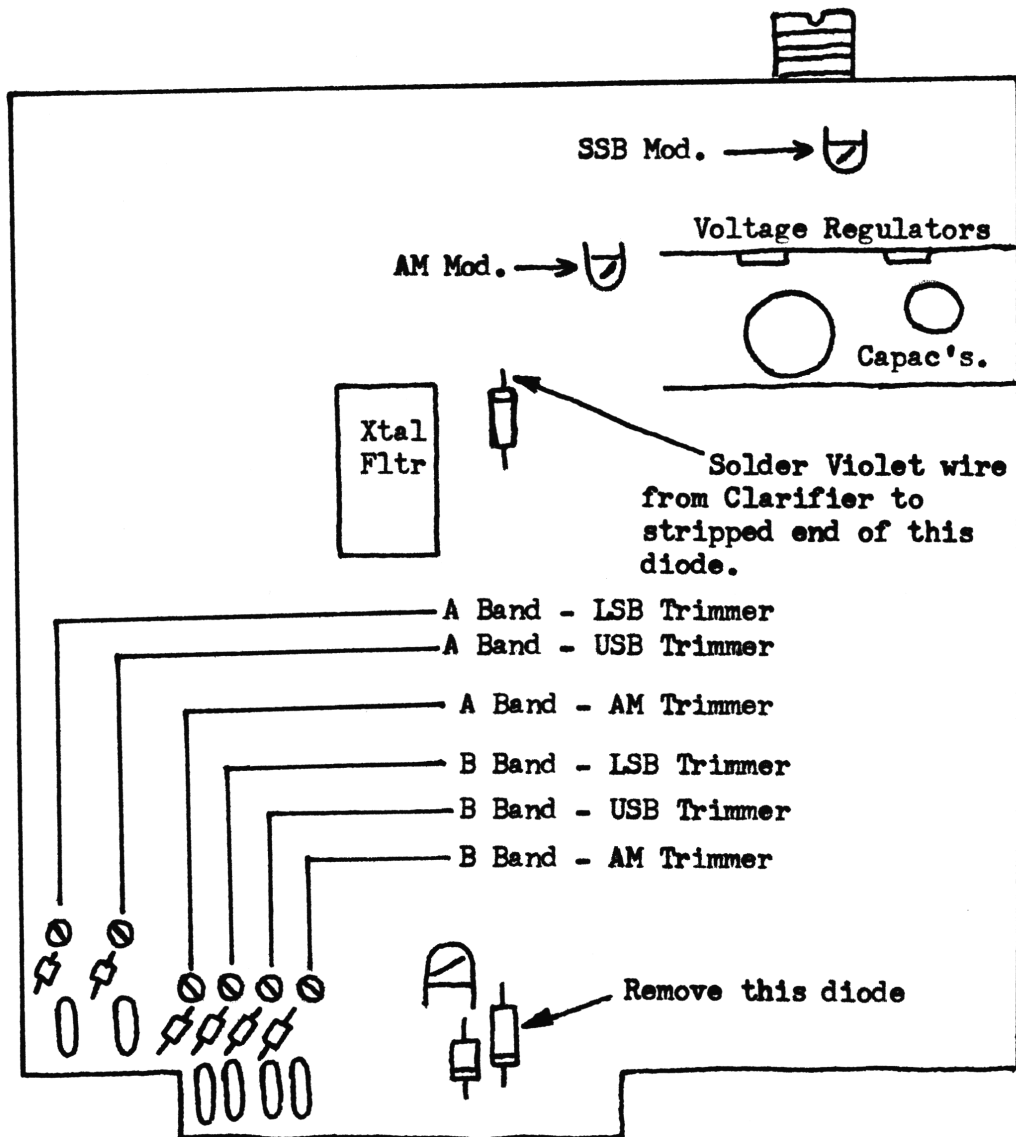 SSB Mod.
Voltage Regulators
AM Mod.
Capac's.
Xtal
Fltr
Solder Violet wire
from Clarifier to
stripped end of this
diode.
A Band - LSB Trimmer
A Band - USB Trimmer
A Band - AM Trimmer
B Band - LSB Trimmer
B Band - USB Trimmer
B Band - AM Trimmer
Remove this diode